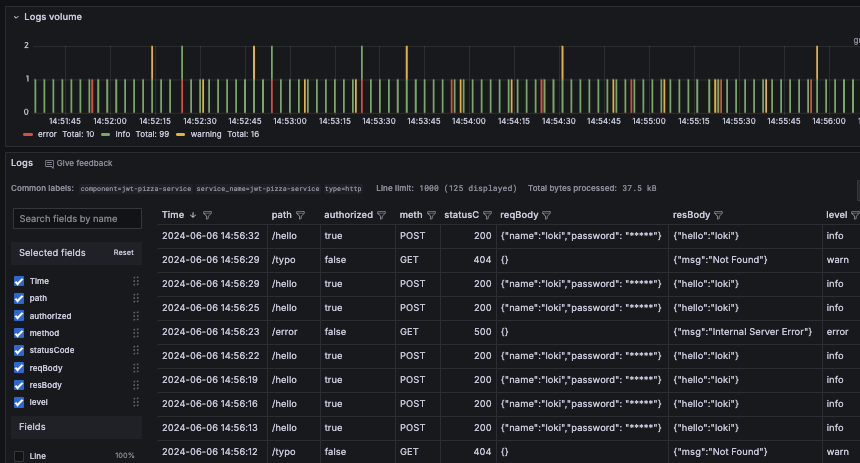 Logs volume
gr
2
1
0
14:51:45 14:52:00 14:52:15 14:52:30 14:52:45 14:53:00 14:53:15 14:53:30 14:53:45 14:54:00 14:54:15 14:54:30 14:54:45 14:55:00 14:55:15 14:55:30 14:55:45 14:56:00
error Total: 10 info Total: 99 warning Total: 16
Logs Give feedback
Common labels: component=jwt-pizza-service service_name=jwt-pizza-service type=http Line limit: 1000 (125 displayed) Total bytes processed: 37.5 kB
Search fields by name
Selected fields Reset
Time
path
authorized
method
statusCode
reqBody
resBody
level
Fields
Line 100%
Time path authorized meth statusC reqBody resBody level
2024-06-06 14:56:32 /hello true POST 200 {"name":"loki","password": "*****"} {"hello":"loki"} info
2024-06-06 14:56:29 /typo false GET 404 {} {"msg":"Not Found"} warn
2024-06-06 14:56:29 /hello true POST 200 {"name":"loki","password": "*****"} {"hello":"loki"} info
2024-06-06 14:56:25 /hello true POST 200 {"name":"loki","password": "*****"} {"hello":"loki"} info
2024-06-06 14:56:23 /error false GET 500 {} {"msg":"Internal Server Error"} error
2024-06-06 14:56:22 /hello true POST 200 {"name":"loki","password": "*****"} {"hello":"loki"} info
2024-06-06 14:56:19 /hello true POST 200 {"name":"loki","password": "*****"} {"hello":"loki"} info
2024-06-06 14:56:16 /hello true POST 200 {"name":"loki","password": "*****"} {"hello":"loki"} info
2024-06-06 14:56:13 /hello true POST 200 {"name":"loki","password": "*****"} {"hello":"loki"} info
2024-06-06 14:56:12 /typo false GET 404 {} {"msg":"Not Found"} warn